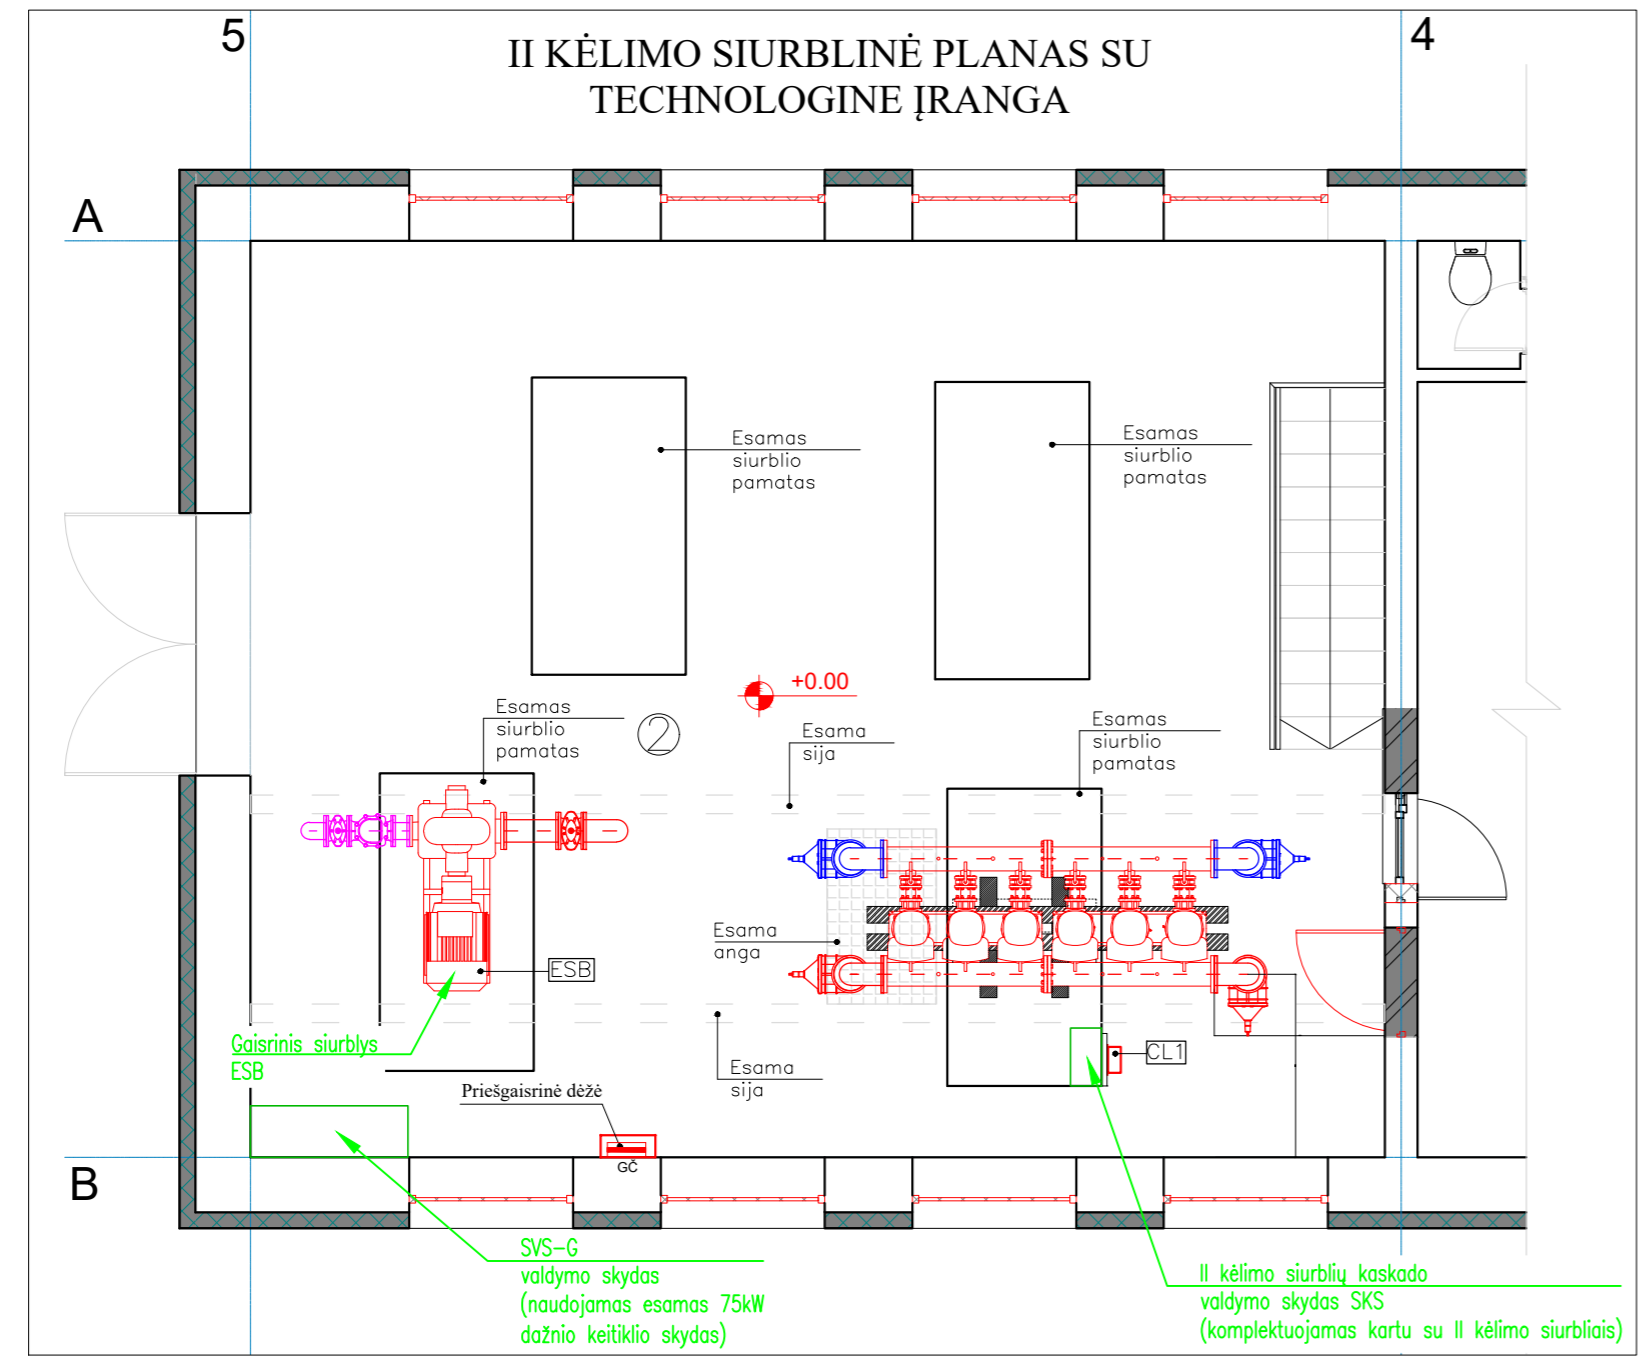 5
4
II KĖLIMO SIURBLINĖ PLANAS SU
TECHNOLOGINE ĮRANGA
A
Esamas
siurblio
pamatas
Esamas
siurblio
pamatas
+0.00
Esamas
siurblio
pamatas
2
Esama
sija
Esamas
siurblio
pamatas
Esama
anga
ESB
Gaisrinis siurblys
ESB
Esama
sija
CL1
Priešgaisrinė dėžė
GČ
B
SVS-G
valdymo skydas
(naudojamas esamas 75kW
dažnio keitiklio skydas)
II kėlimo siurblių kaskado
valdymo skydas SKS
(komplektuojamas kartu su II kėlimo siurbliais)